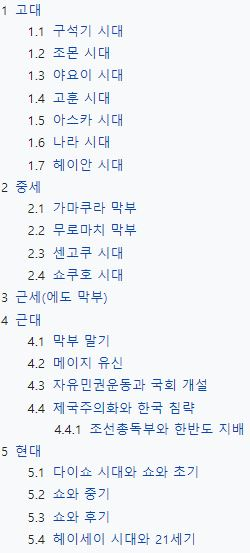 1 고대
1.1 구석기 시대
1.2 조몬 시대
1.3 야요이 시대
1.4 고훈 시대
1.5 아스카 시대
1.6 나라 시대
1.7 헤이안 시대
2 중세
2.1 가마쿠라 막부
2.2 무로마치 막부
2.3 센고쿠 시대
2.4 쇼쿠호 시대
3 근세(에도 막부)
4 근대
4.1 막부 말기
4.2 메이지 유신
4.3 자유민권운동과 국회 개설
4.4 제국주의화와 한국 침략
4.4.1 조선총독부와 한반도 지배
5 현대
5.1 다이쇼 시대와 쇼와 초기
5.2 쇼와 중기
5.3 쇼와 후기
5.4 헤이세이 시대와 21세기